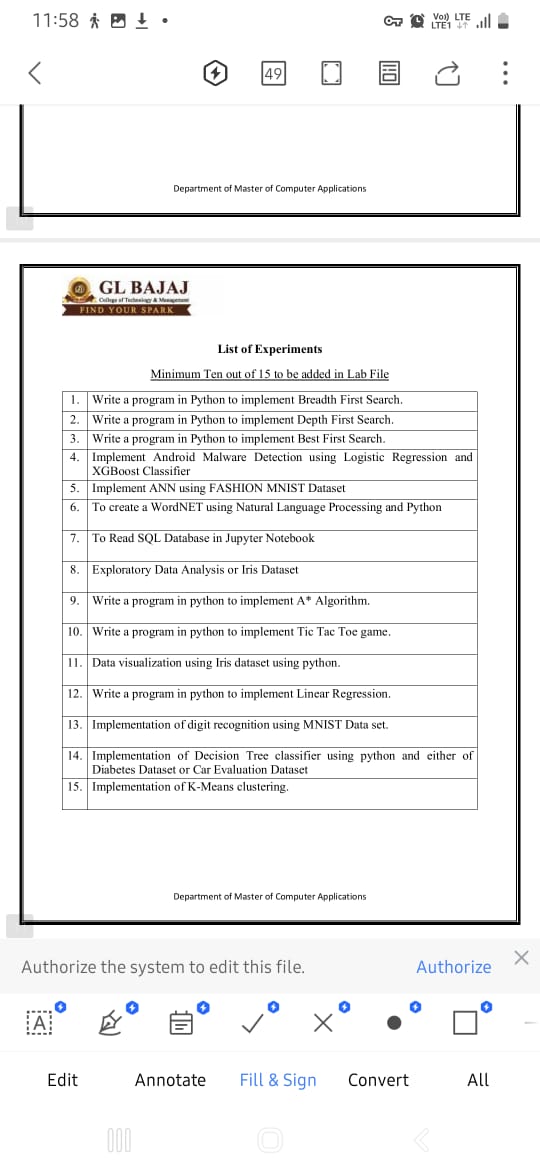 11:58
Vo)) LTE
LTE1
49
Department of Master of Computer Applications
GL BAJAJ
College of Technology & Management
FIND YOUR SPARK
List of Experiments
Minimum Ten out of 15 to be added in Lab File
1. Write a program in Python to implement Breadth First Search.
2. Write a program in Python to implement Depth First Search.
3. Write a program in Python to implement Best First Search.
4. Implement Android Malware Detection using Logistic Regression and
XGBoost Classifier
5. Implement ANN using FASHION MNIST Dataset
6. To create a WordNET using Natural Language Processing and Python
7. To Read SQL Database in Jupyter Notebook
8. Exploratory Data Analysis or Iris Dataset
9. Write a program in python to implement A* Algorithm.
10. Write a program in python to implement Tic Tac Toe game.
11. Data visualization using Iris dataset using python.
12. Write a program in python to implement Linear Regression.
13. Implementation of digit recognition using MNIST Data set.
14. Implementation of Decision Tree classifier using python and either of
Diabetes Dataset or Car Evaluation Dataset
15. Implementation of K-Means clustering.
Department of Master of Computer Applications
Authorize the system to edit this file. Authorize
A
Edit Annotate Fill & Sign Convert All